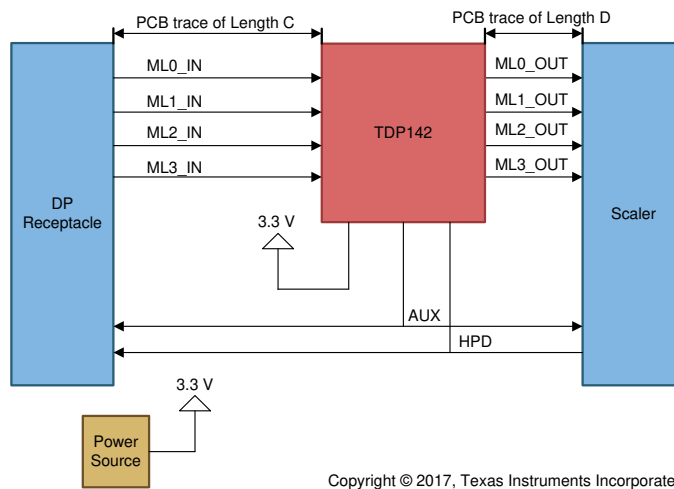 PCB trace of Length C
PCB trace of Length D
ML0_IN
ML0_OUT
ML1_IN
ML1_OUT
TDP142
ML2_IN
ML2_OUT
ML3_IN
ML3_OUT
DP
Receptacle
Scaler
3.3 V
AUX
HPD
3.3 V
Power
Source
Copyright © 2017, Texas Instruments Incorporate